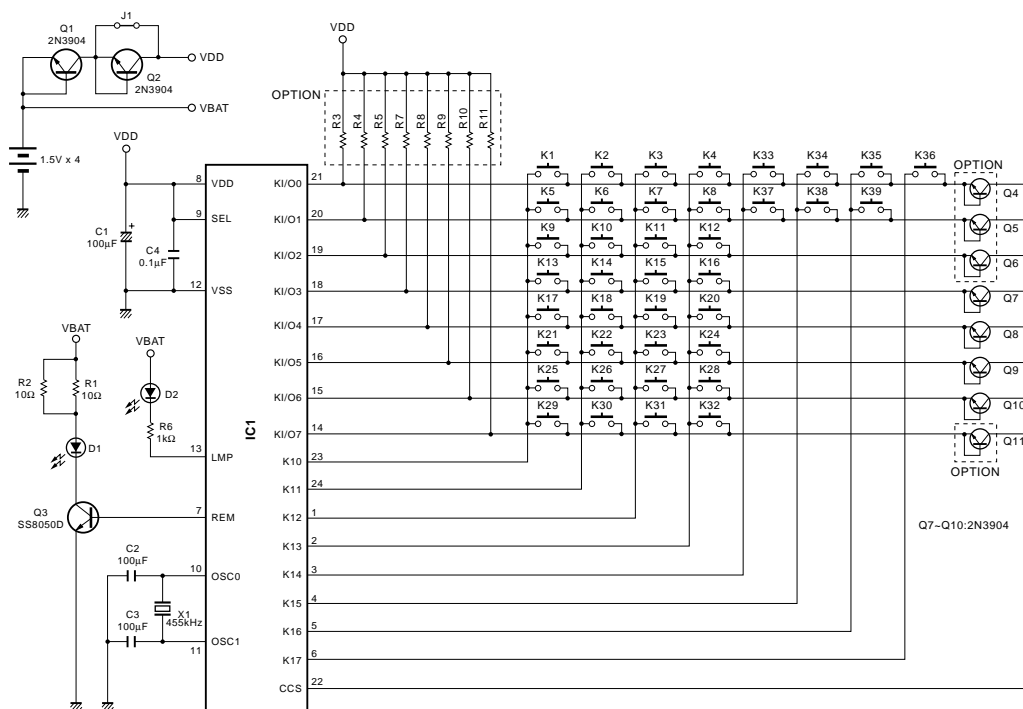 J1
Q1
2N3904
VDD
Q2
2N3904
VBAT
1.5V x 4
VDD
OPTION
R3
R4
R5
R7
R8
R9
R10
R11
VDD
C1
100μF
+
C4
0.1μF
8
VDD
9
SEL
12
VSS
VBAT
R2
10Ω
R1
10Ω
D1
VBAT
D2
R6
1kΩ
13
LMP
Q3
SS8050D
7
REM
C2
100μF
10
OSC0
X1
455kHz
C3
100μF
OSC1
11
IC1
KI/O0
21
KI/O1
20
KI/O2
19
KI/O3
18
KI/O4
17
KI/O5
16
KI/O6
15
KI/O7
14
K10
23
K11
24
K12
1
K13
2
K14
3
K15
4
K16
5
K17
6
CCS
22
K1 K2 K3 K4 K33 K34 K35 K36
K5 K6 K7 K8 K37 K38 K39
K9 K10 K11 K12
K13 K14 K15 K16
K17 K18 K19 K20
K21 K22 K23 K24
K25 K26 K27 K28
K29 K30 K31 K32
OPTION
Q4
Q5
Q6
Q7
Q8
Q9
Q10
Q11
OPTION
Q7~Q10:2N3904